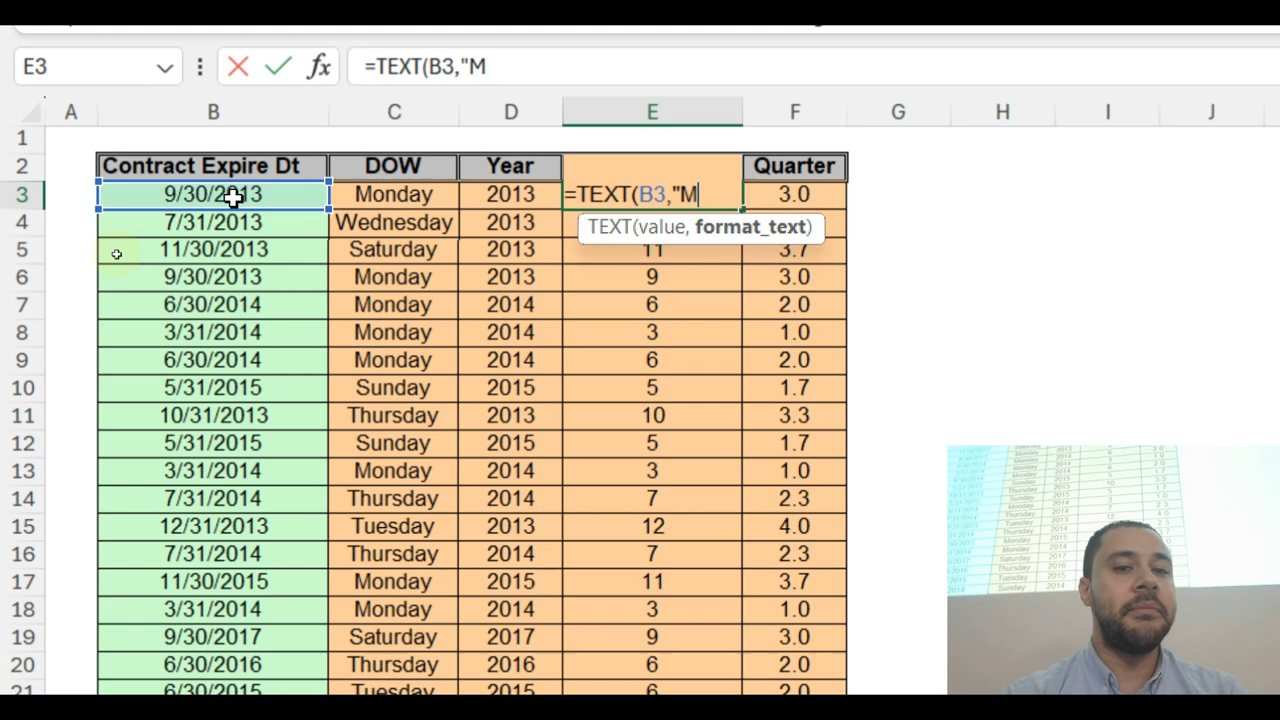 E3 fx =TEXT(B3,"M
A B C D E F G H I J
1
2 Contract Expire Dt DOW Year Quarter
3 9/30/2013 Monday 2013 =TEXT(B3,"M 3.0
4 7/31/2013 Wednesday 2013 TEXT(value, format_text)
5 11/30/2013 Saturday 2013 11 3.7
6 9/30/2013 Monday 2013 9 3.0
7 6/30/2014 Monday 2014 6 2.0
8 3/31/2014 Monday 2014 3 1.0
9 6/30/2014 Monday 2014 6 2.0
10 5/31/2015 Sunday 2015 5 1.7
11 10/31/2013 Thursday 2013 10 3.3
12 5/31/2015 Sunday 2015 5 1.7
13 3/31/2014 Monday 2014 3 1.0
14 7/31/2014 Thursday 2014 7 2.3
15 12/31/2013 Tuesday 2013 12 4.0
16 7/31/2014 Thursday 2014 7 2.3
17 11/30/2015 Monday 2015 11 3.7
18 3/31/2014 Monday 2014 3 1.0
19 9/30/2017 Saturday 2017 9 3.0
20 6/30/2016 Thursday 2016 6 2.0
21 6/30/2015 Tuesday 2015 6 2.0